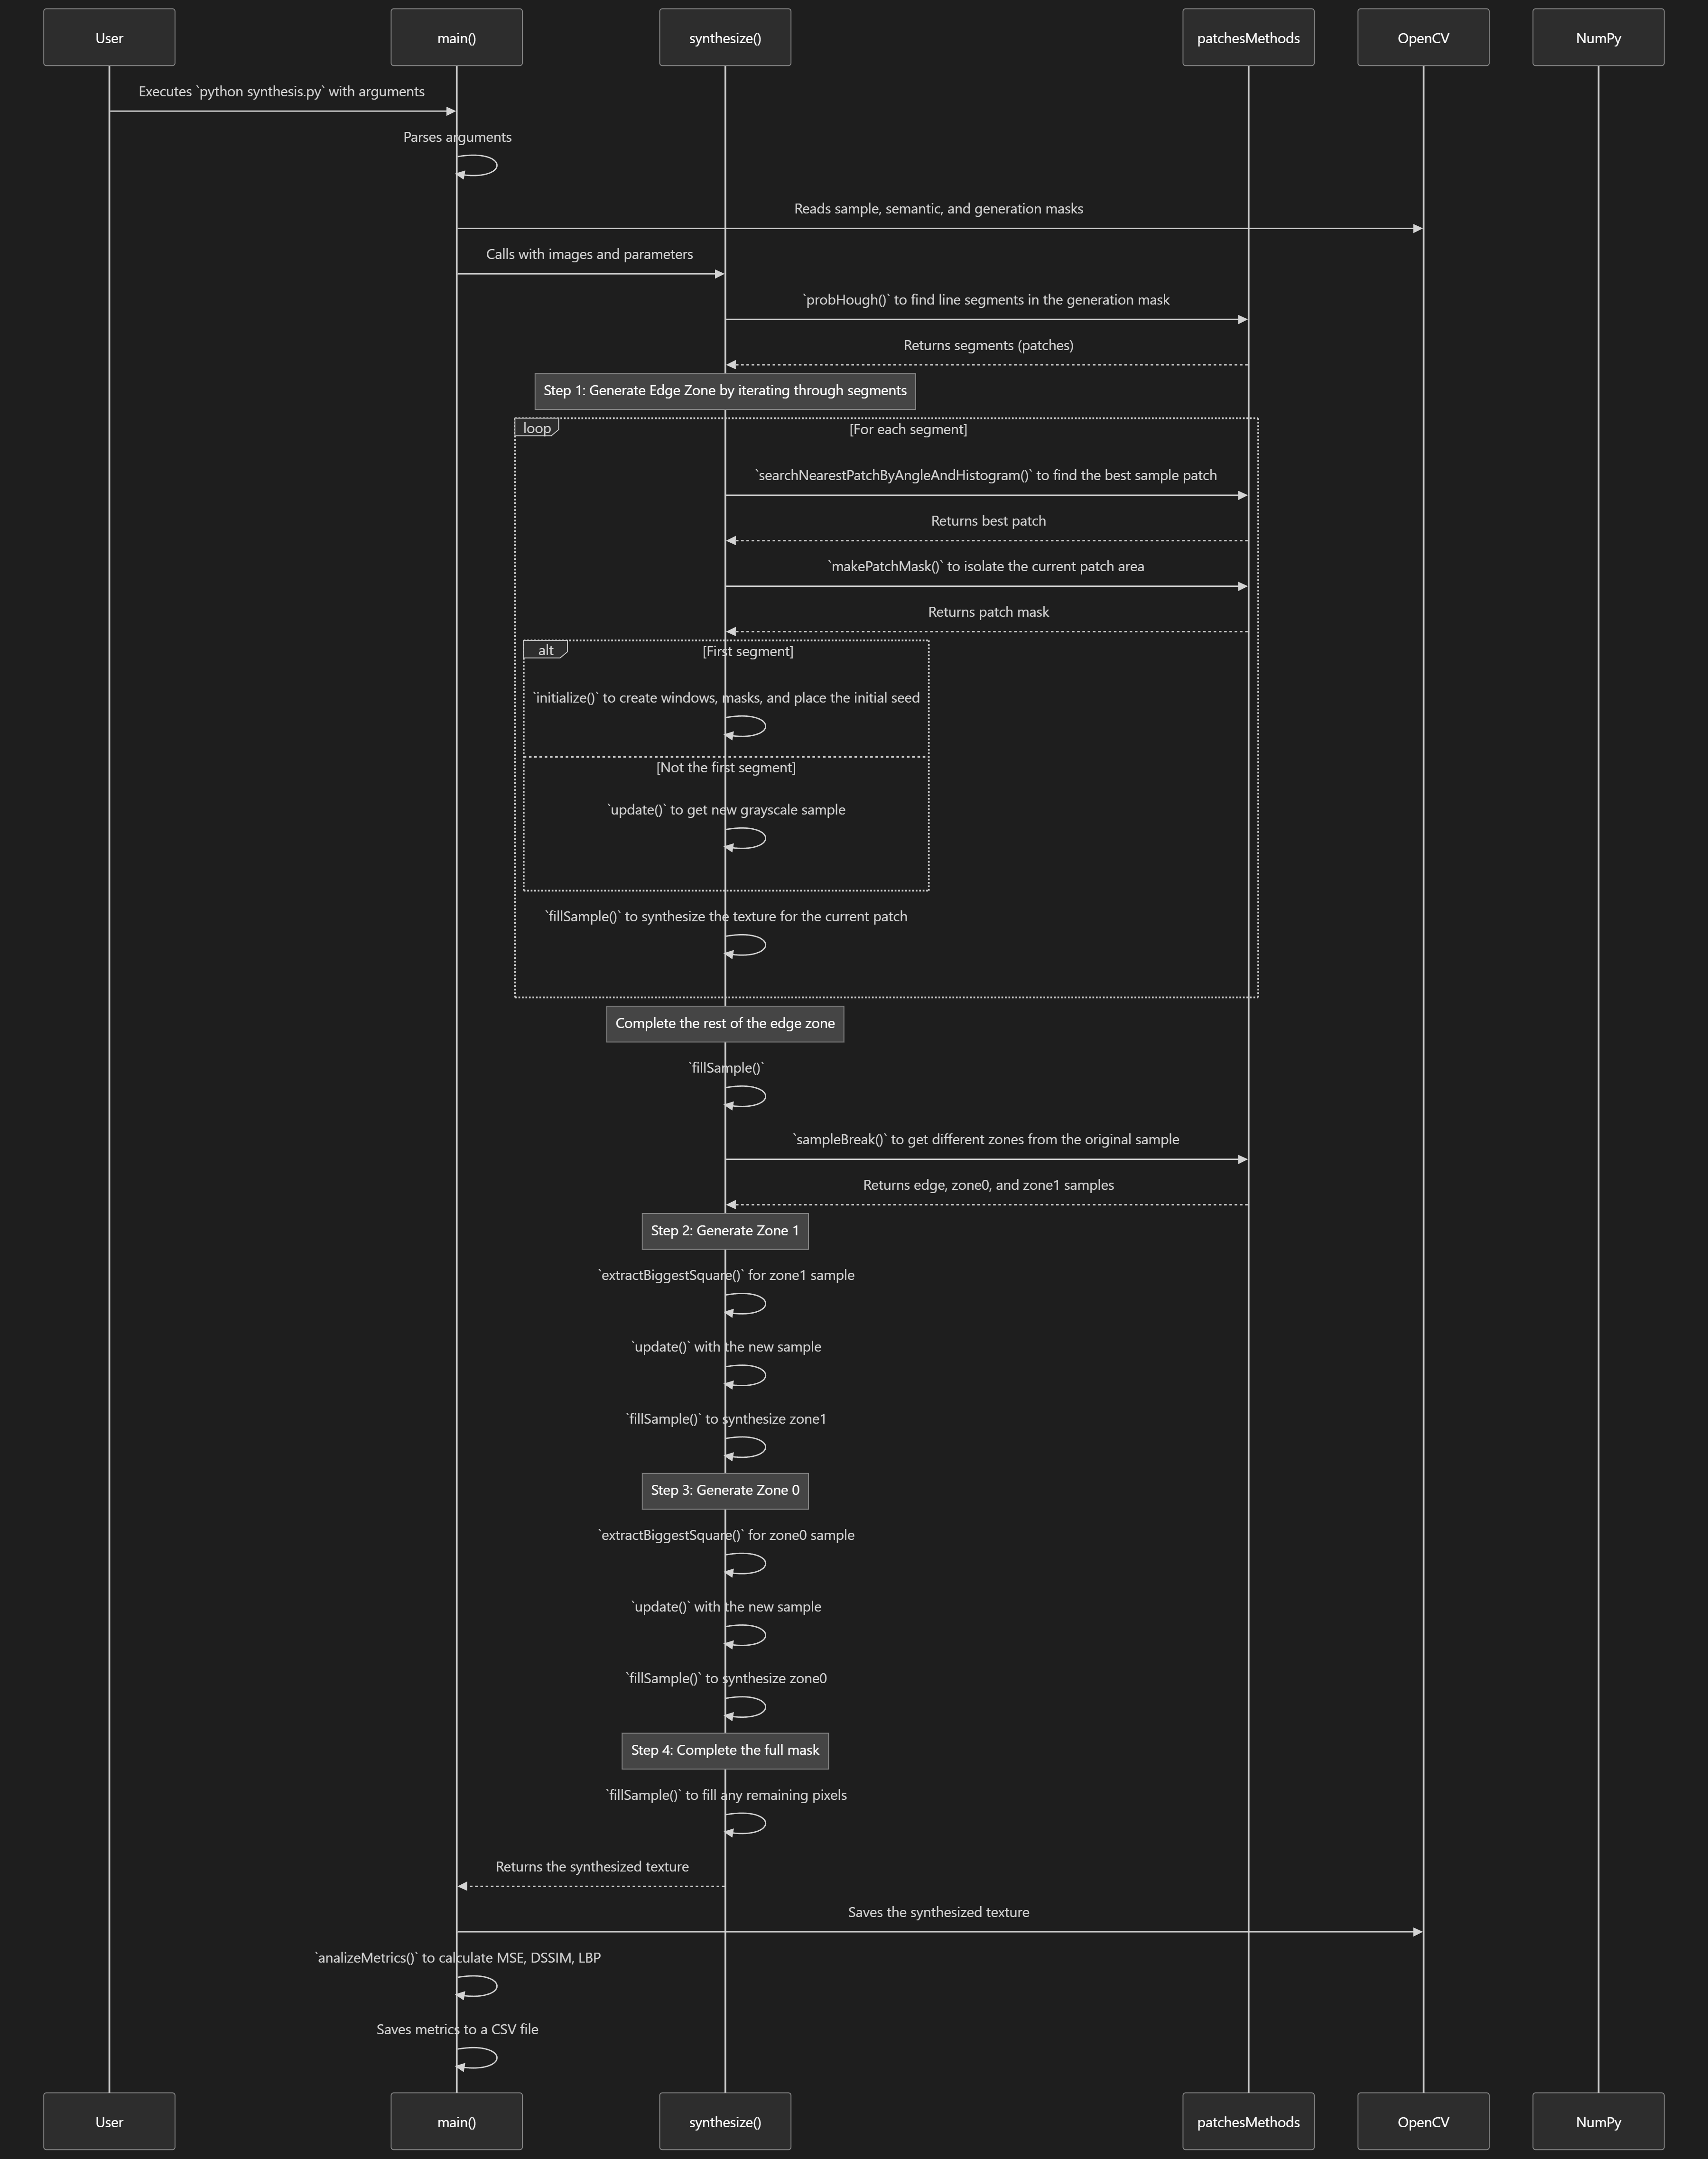 User
main()
synthesize()
patchesMethods
OpenCV
NumPy
Executes `python synthesis.py` with arguments
Parses arguments
Reads sample, semantic, and generation masks
Calls with images and parameters
`probHough()` to find line segments in the generation mask
Returns segments (patches)
Step 1: Generate Edge Zone by iterating through segments
loop
[For each segment]
`searchNearestPatchByAngleAndHistogram()` to find the best sample patch
Returns best patch
`makePatchMask()` to isolate the current patch area
Returns patch mask
alt
[First segment]
`initialize()` to create windows, masks, and place the initial seed
[Not the first segment]
`update()` to get new grayscale sample
`fillSample()` to synthesize the texture for the current patch
Complete the rest of the edge zone
`fillSample()`
`sampleBreak()` to get different zones from the original sample
Returns edge, zone0, and zone1 samples
Step 2: Generate Zone 1
`extractBiggestSquare()` for zone1 sample
`update()` with the new sample
`fillSample()` to synthesize zone1
Step 3: Generate Zone 0
`extractBiggestSquare()` for zone0 sample
`update()` with the new sample
`fillSample()` to synthesize zone0
Step 4: Complete the full mask
`fillSample()` to fill any remaining pixels
Returns the synthesized texture
Saves the synthesized texture
`analizeMetrics()` to calculate MSE, DSSIM, LBP
Saves metrics to a CSV file
User
main()
synthesize()
patchesMethods
OpenCV
NumPy